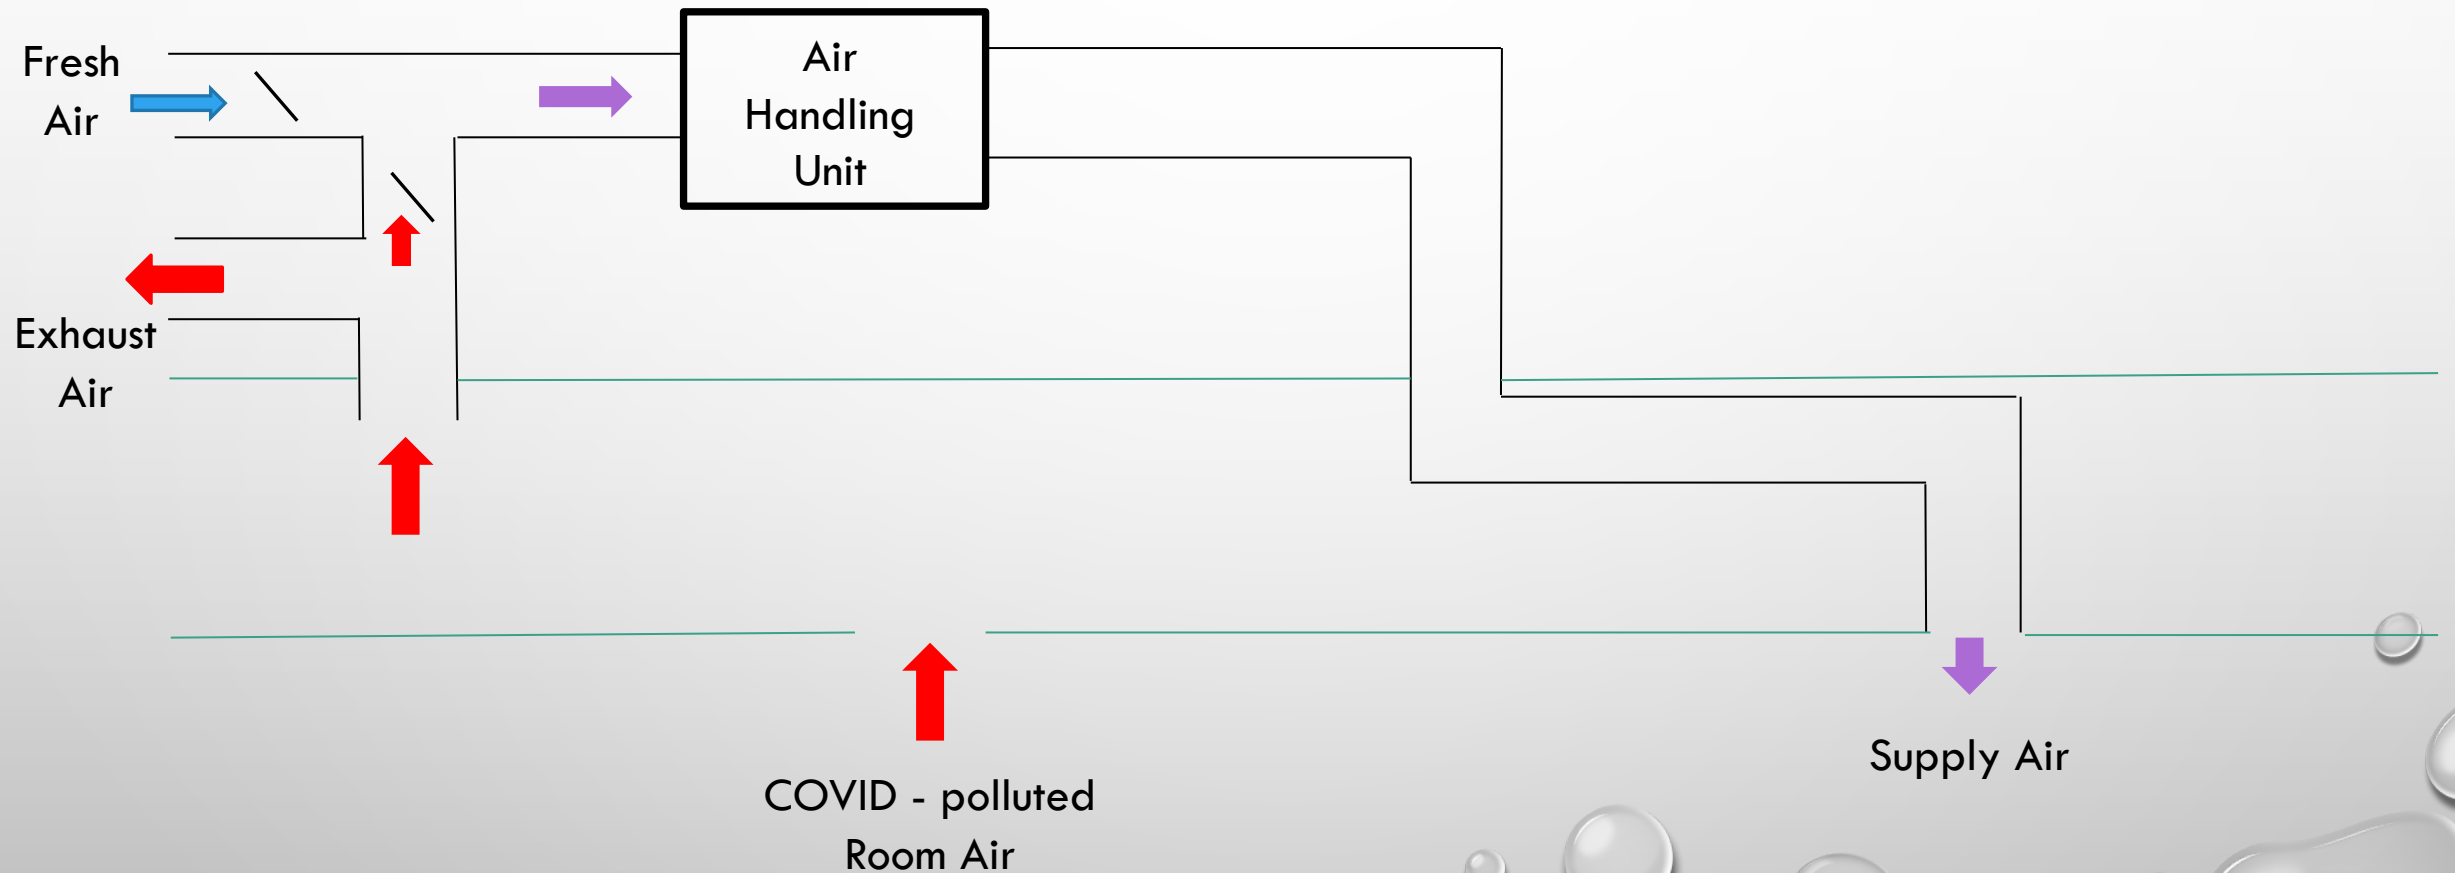 Fresh
Air
Air
Handling
Unit
Exhaust
Air
Supply Air
COVID - polluted
Room Air